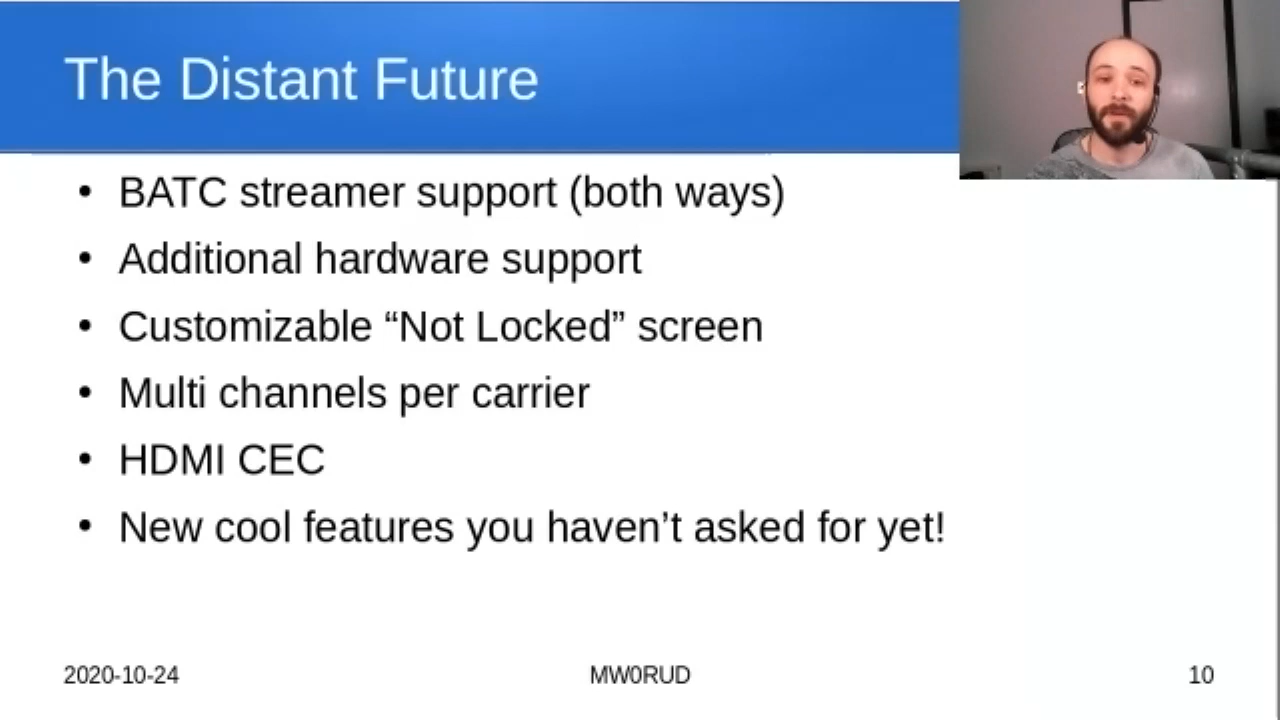 The Distant Future
• BATC streamer support (both ways)
• Additional hardware support
• Customizable “Not Locked” screen
• Multi channels per carrier
• HDMI CEC
• New cool features you haven’t asked for yet!
2020-10-24
MW0RUD
10